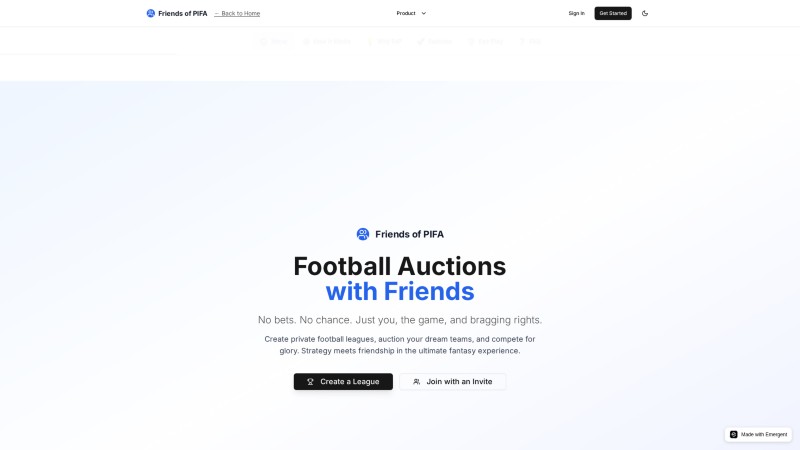 Friends of PIFA
← Back to Home
Product
Sign In
Get Started
Friends of PIFA
Football Auctions
with Friends
No bets. No chance. Just you, the game, and bragging rights.
Create private football leagues, auction your dream teams, and compete for
glory. Strategy meets friendship in the ultimate fantasy experience.
Create a League
Join with an Invite
Made with Emergent